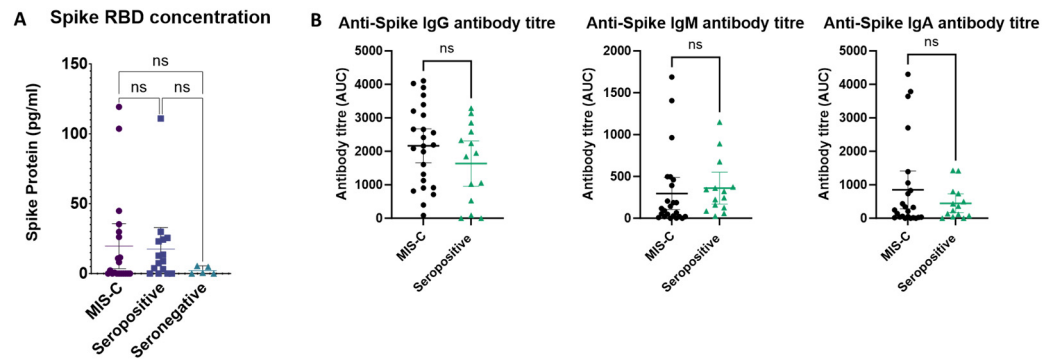 A
Spike RBD concentration
Spike Protein (pg/ml)
150
100
50
0
ns
ns
ns
MIS-C
Seropositive
Seronegative
B
Anti-Spike IgG antibody titre
Antibody titre (AUC)
5000
4000
3000
2000
1000
0
ns
MIS-C
Seropositive
Anti-Spike IgM antibody titre
Antibody titre (AUC)
2000
1500
1000
500
0
ns
MIS-C
Seropositive
Anti-Spike IgA antibody titre
Antibody titre (AUC)
5000
4000
3000
2000
1000
0
ns
MIS-C
Seropositive